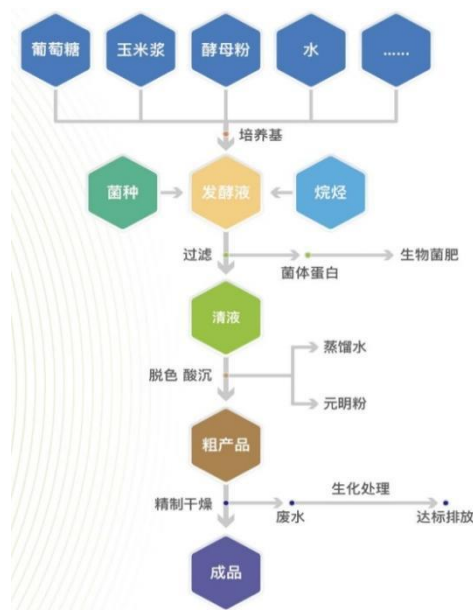 葡萄糖
玉米浆
酵母粉
水
......
培养基
菌种
发酵液
烷烃
过滤
菌体蛋白
生物菌肥
清液
蒸馏水
脱色 酸沉
元明粉
粗产品
生化处理
精制干燥
废水
达标排放
成品